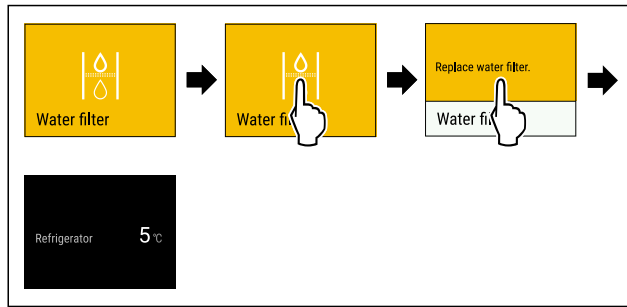 Water filter
Water fi
Replace water filter.
Water fi
Refrigerator 5 °C